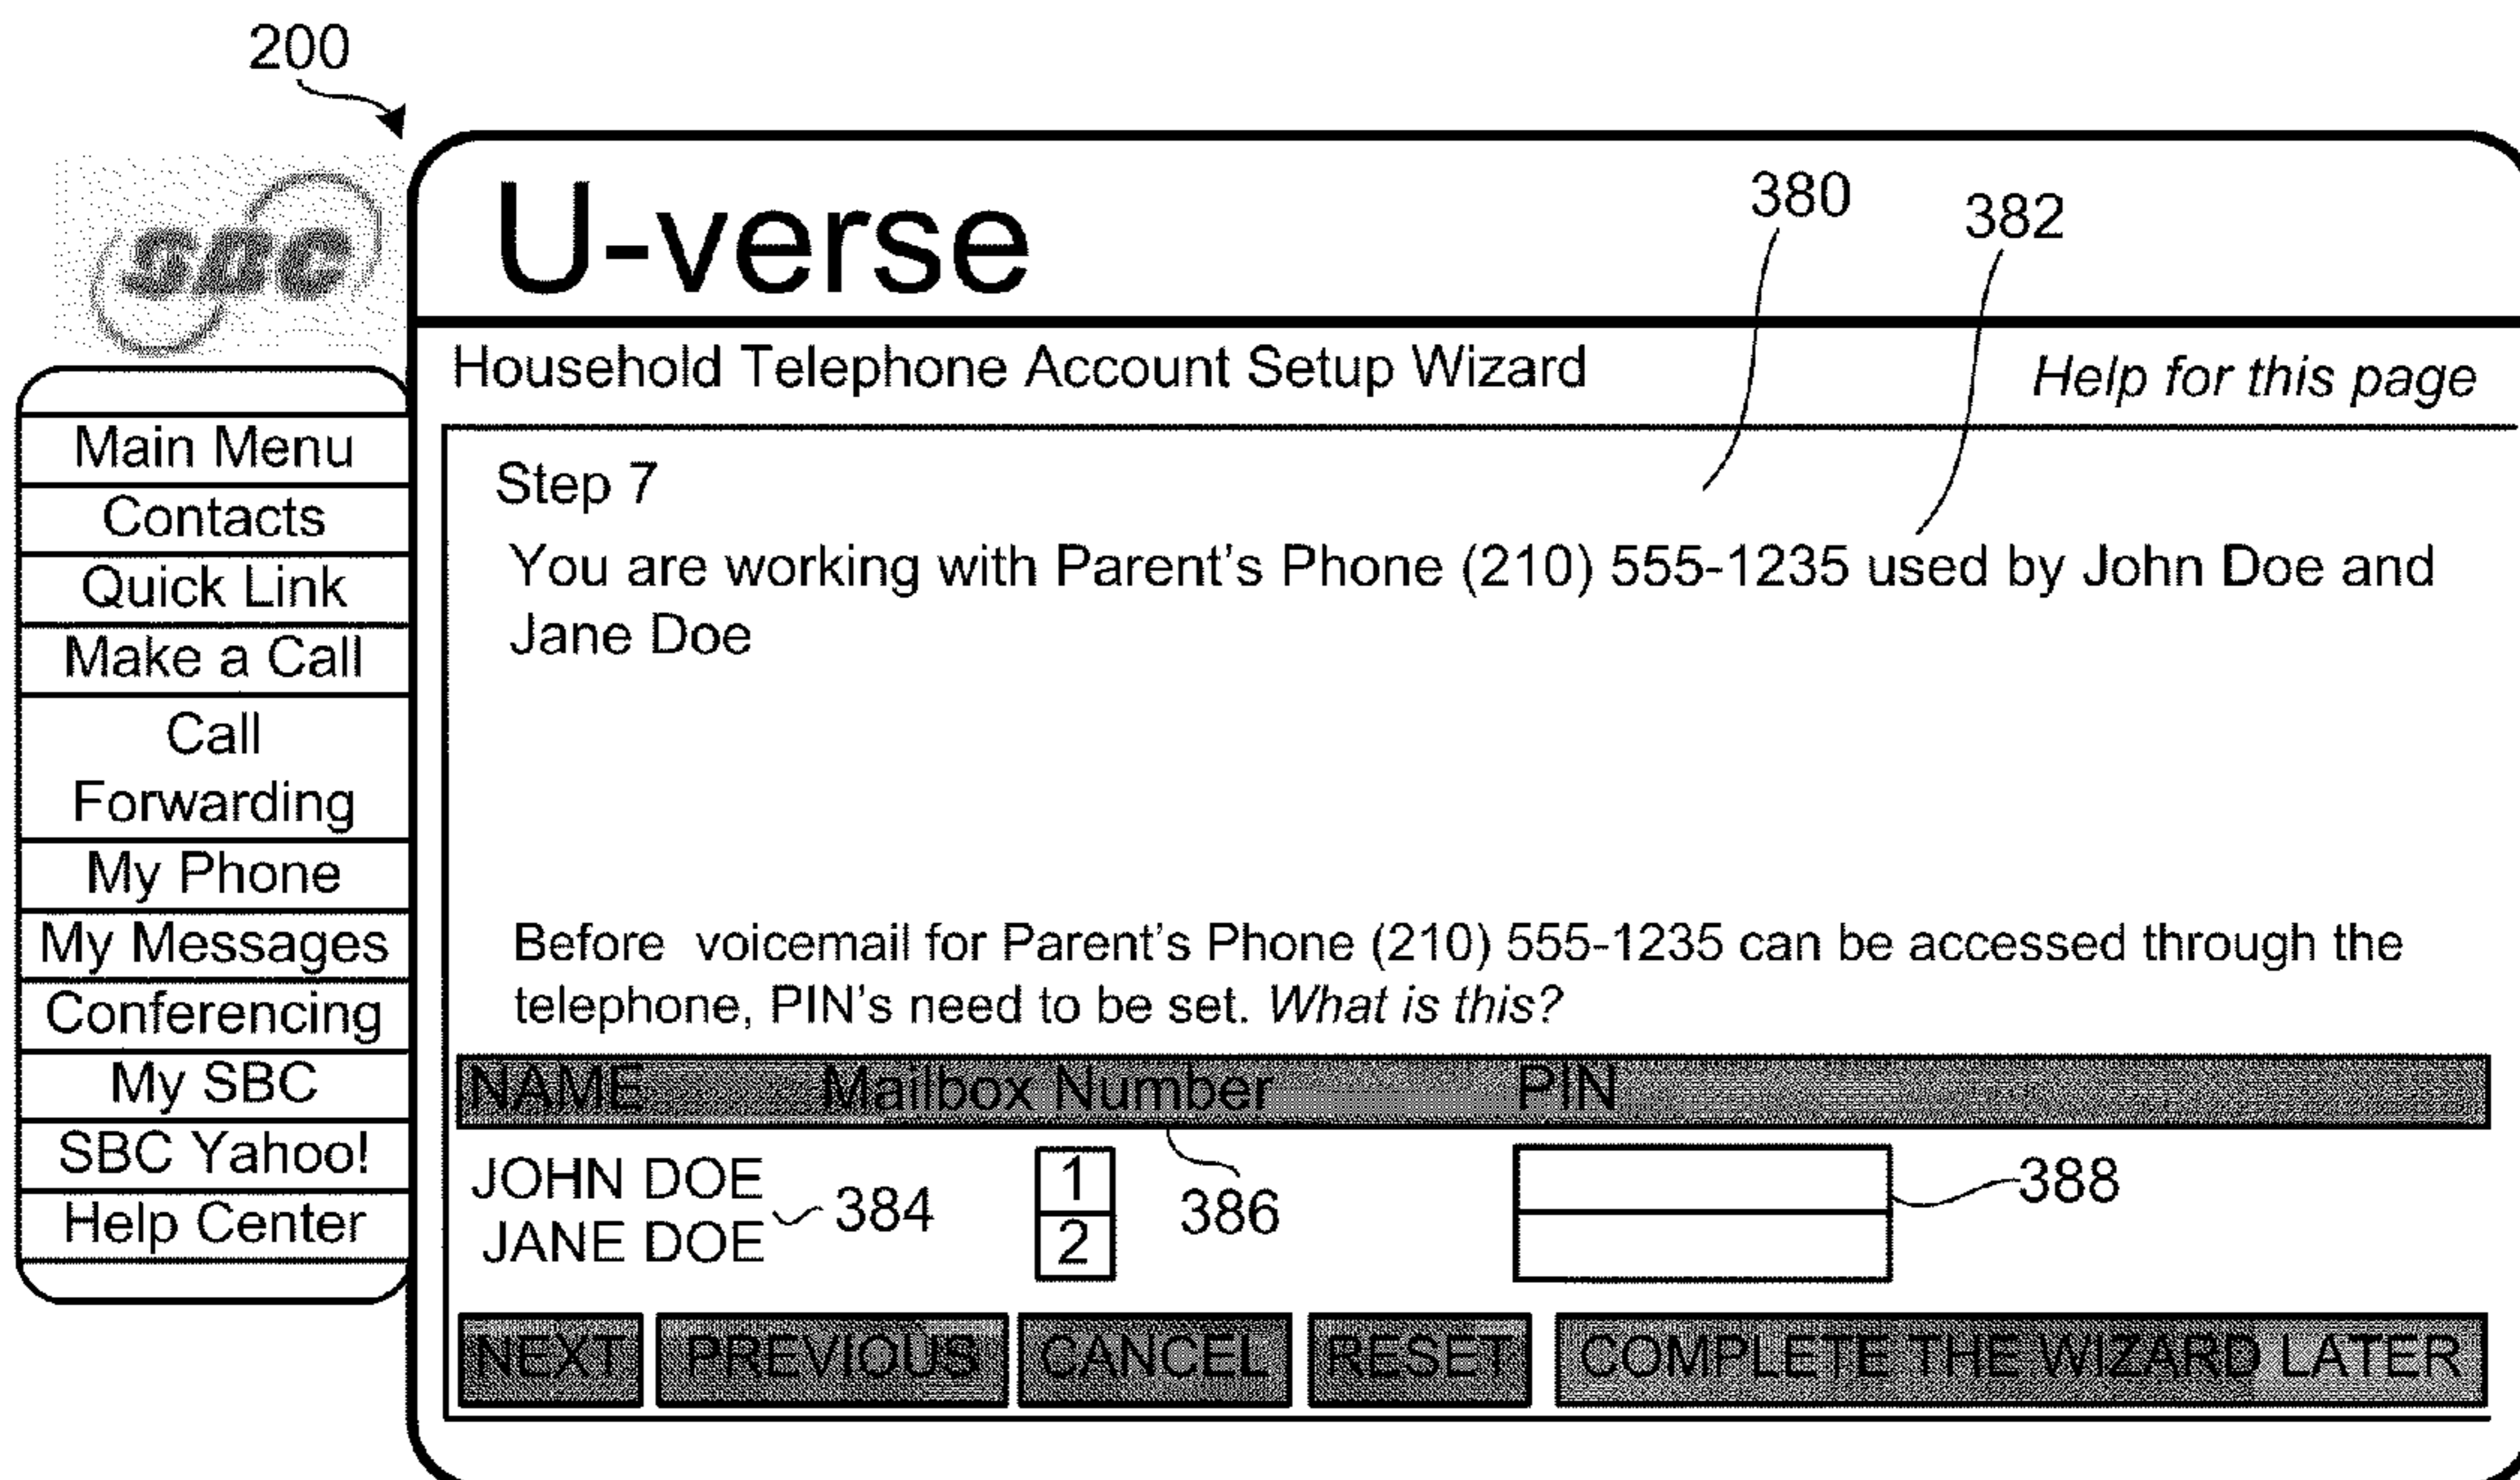 200
SBC
U-verse
380
382
Household Telephone Account Setup Wizard
Help for this page
Main Menu
Contacts
Quick Link
Make a Call
Call
Forwarding
My Phone
My Messages
Conferencing
My SBC
SBC Yahoo!
Help Center
Step 7
You are working with Parent's Phone (210) 555-1235 used by John Doe and
Jane Doe
Before voicemail for Parent's Phone (210) 555-1235 can be accessed through the
telephone, PIN's need to be set. What is this?
NAME Mailbox Number PIN
JOHN DOE 1
JANE DOE 2
384
386
388
NEXT PREVIOUS CANCEL RESET COMPLETE THE WIZARD LATER